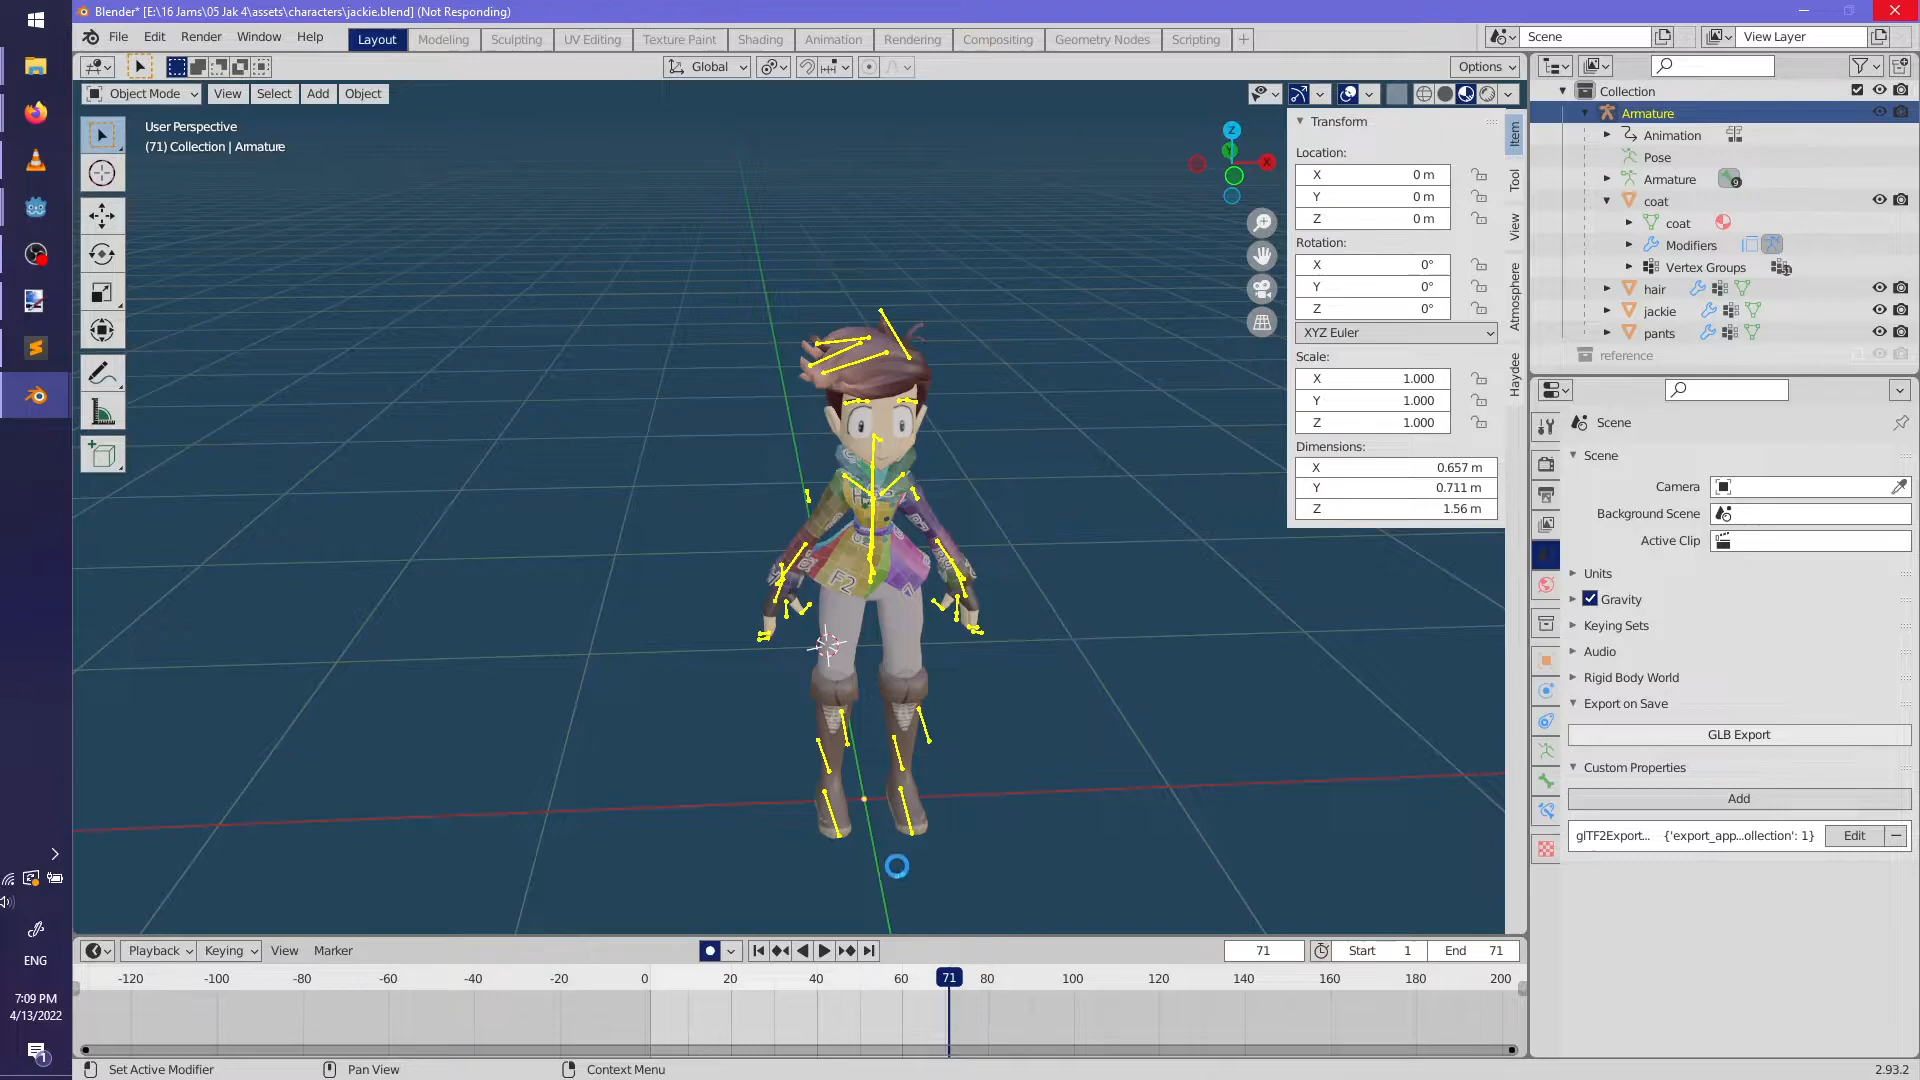 Blender* [E:\16 Jams\05 Jak 4\assets\characters\jackie.blend] (Not Responding)
File Edit Render Window Help
Layout Modeling Sculpting UV Editing Texture Paint Shading Animation Rendering Compositing Geometry Nodes Scripting
Scene
View Layer
Global
Options
Object Mode View Select Add Object
User Perspective
(71) Collection | Armature
Z
X
F2
Transform
Location:
X 0 m
Y 0 m
Z 0 m
Rotation:
X 0°
Y 0°
Z 0°
XYZ Euler
Scale:
X 1.000
Y 1.000
Z 1.000
Dimensions:
X 0.657 m
Y 0.711 m
Z 1.56 m
Item
Tool
View
Atmosphere
Haydee
Collection
Armature
Animation
Pose
Armature 9
coat
coat
Modifiers
Vertex Groups
hair
jackie
pants
reference
Scene
Scene
Camera
Background Scene
Active Clip
Units
Gravity
Keying Sets
Audio
Rigid Body World
Export on Save
GLB Export
Custom Properties
Add
glTF2Export... {'export_app...ollection': 1} Edit
Playback Keying View Marker
71 Start 1 End 71
-120 -100 -80 -60 -40 -20 0 20 40 60 71 80 100 120 140 160 180 200
Set Active Modifier Pan View Context Menu
2.93.2
ENG
7:09 PM
4/13/2022
1